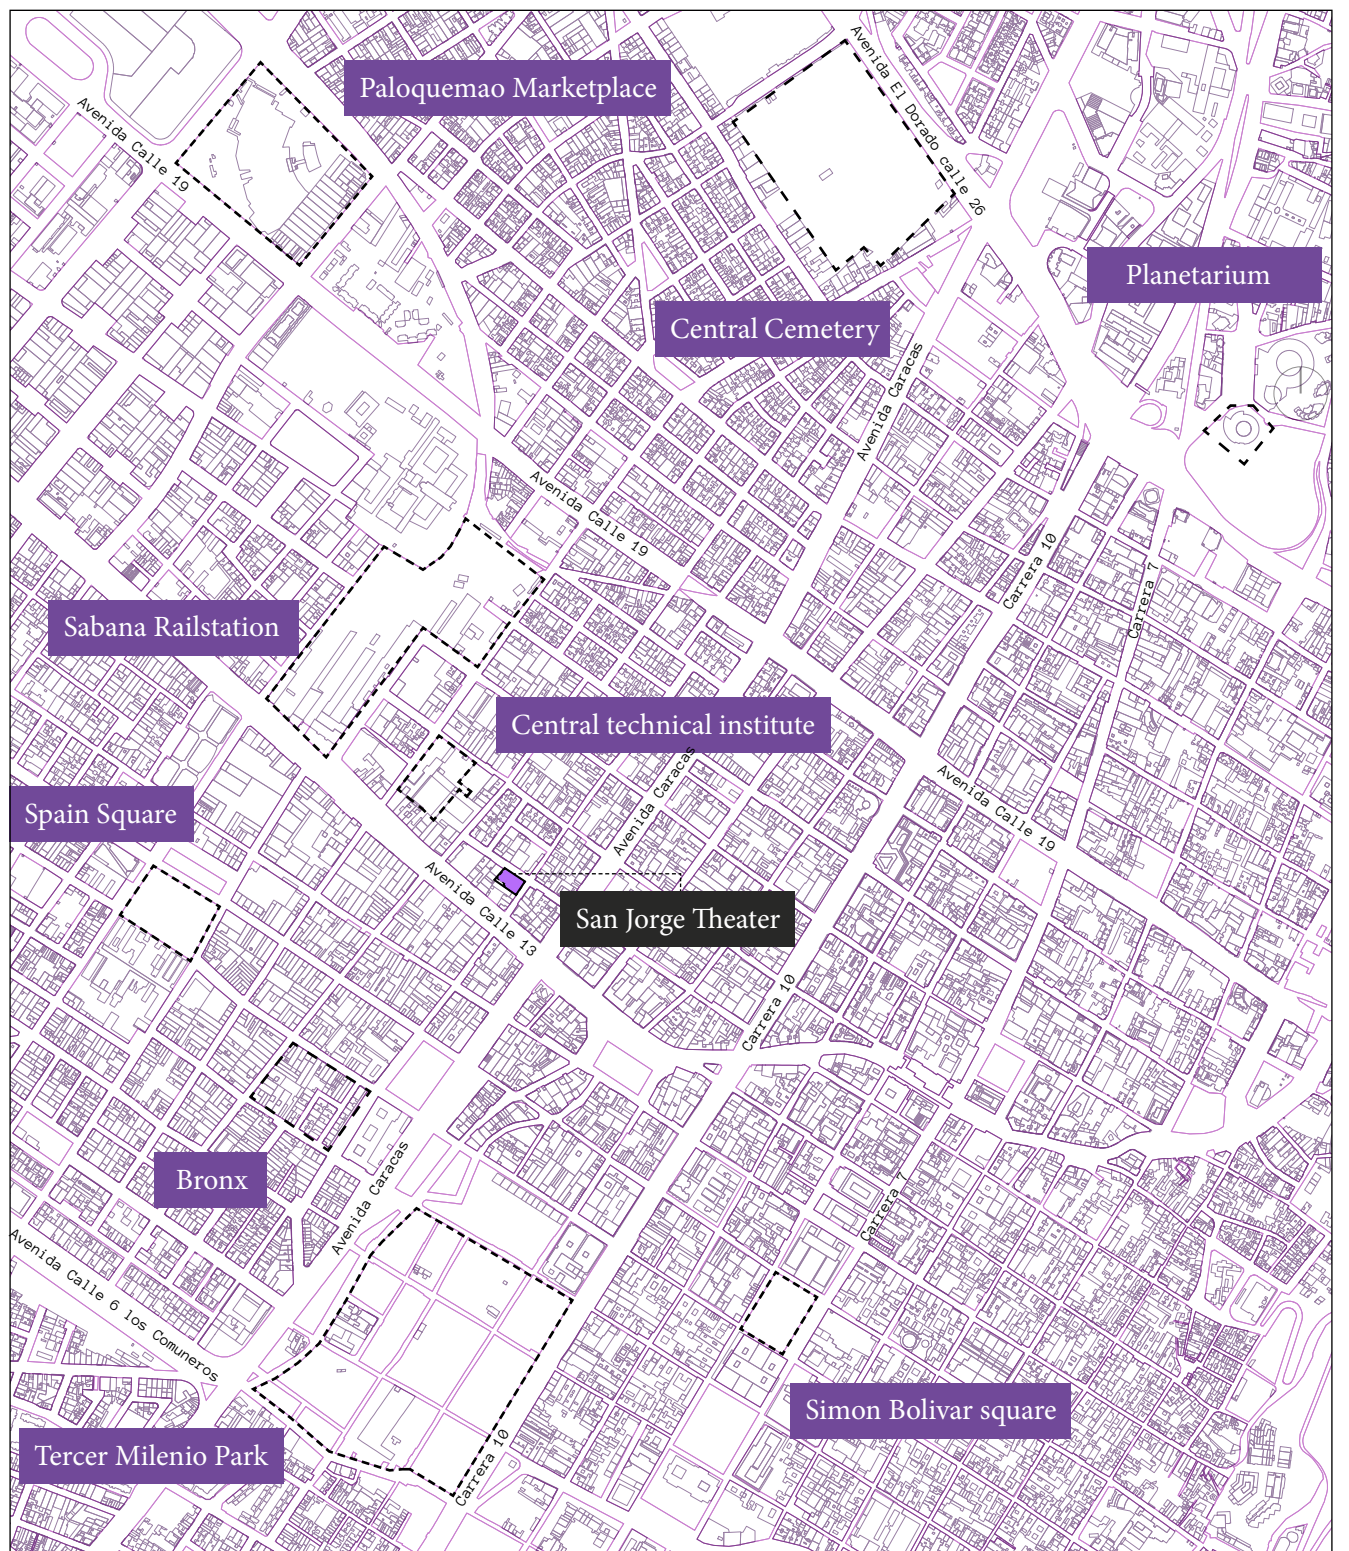 Paloquemao Marketplace
Avenida El Dorado calle 26
Avenida Calle 19
Planetarium
Central Cemetery
Avenida Caracas
Avenida Calle 19
Carrera 10
Carrera 7
Sabana Railstation
Central technical institute
Avenida Caracas
Avenida Calle 19
Spain Square
Avenida Calle 13
San Jorge Theater
Carrera 10
Bronx
Avenida Caracas
Carrera 7
Avenida Calle 6 los Comuneros
Simon Bolivar square
Tercer Milenio Park
Carrera 10